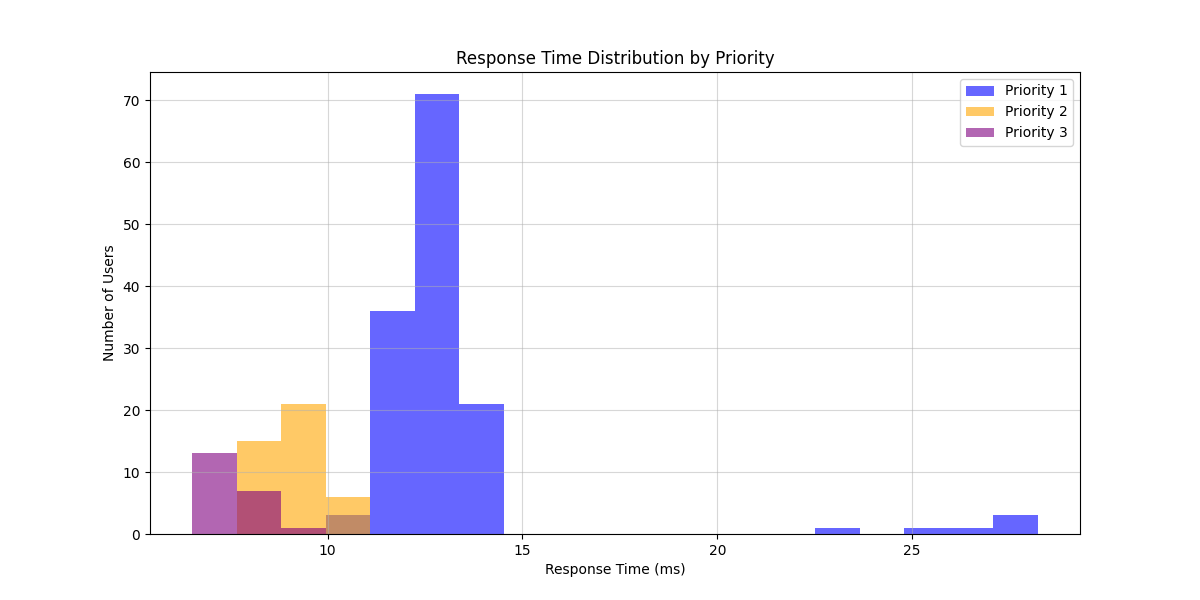 Response Time Distribution by Priority
Priority 1
Priority 2
Priority 3
Number of Users
70
60
50
40
30
20
10
0
10 15 20 25
Response Time (ms)